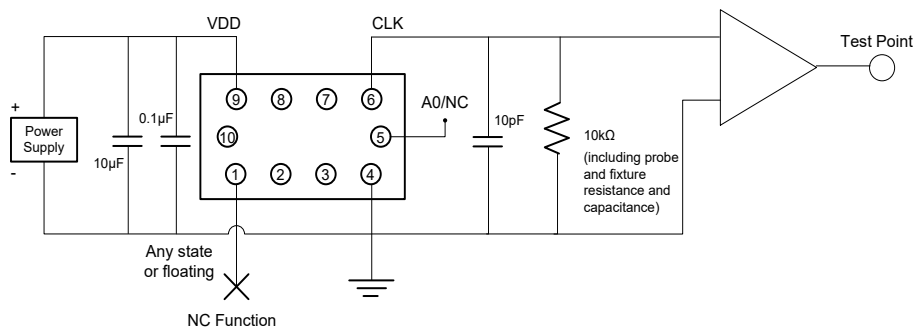 VDD
CLK
Test Point
9
8
7
6
A0/NC
+
0.1µF
Power
Supply
10
5
10pF
10kΩ
10µF
(including probe
and fixture
resistance and
capacitance)
-
1
2
3
4
Any state
or floating
NC Function